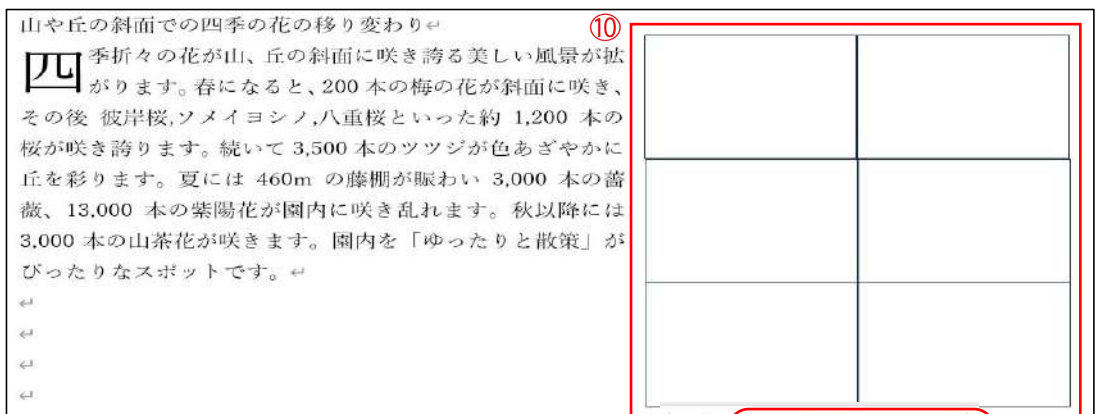 山や丘の斜面での四季の花の移り変わり↵
⑩
四季折々の花が山、丘の斜面に咲き誇る美しい風景が拡
がります。春になると、200 本の梅の花が斜面に咲き、
その後 彼岸桜,ソメイヨシノ,八重桜といった約 1,200 本の
桜が咲き誇ります。続いて 3,500 本のツツジが色あざやかに
丘を彩ります。夏には 460m の藤棚が賑わい 3,000 本の薔
薇、13,000 本の紫陽花が園内に咲き乱れます。秋以降には
3,000 本の山茶花が咲きます。園内を「ゆったりと散策」が
ぴったりなスポットです。↵
↵
↵
↵
↵